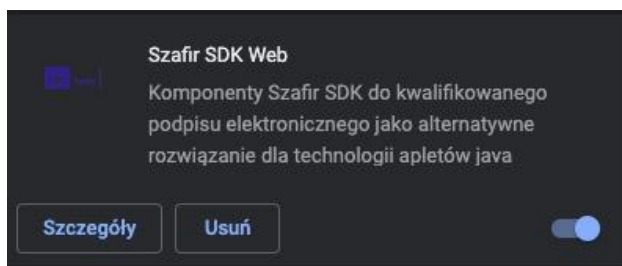 Szafir SDK Web
Komponenty Szafir SDK do kwalifikowanego
podpisu elektronicznego jako alternatywne
rozwiązanie dla technologii apletów java
Szczegóły
Usuń